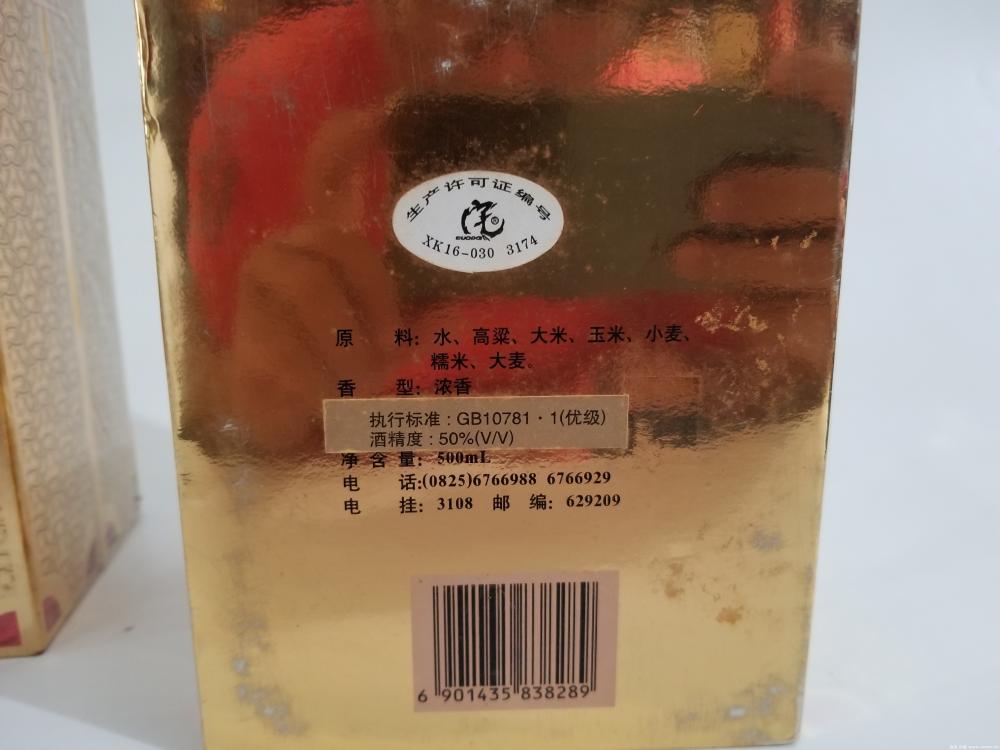 生产许可证编号
XK16-030 3174
原 料: 水、高粱、大米、玉米、小麦、
糯米、大麦。
香 型: 浓香
执行标准:GB10781·1(优级)
酒精度:50%(V/V)
净 含 量: 500mL
电 话:(0825)6766988 6766929
电 挂: 3108 邮 编: 629209
6 901435 838289